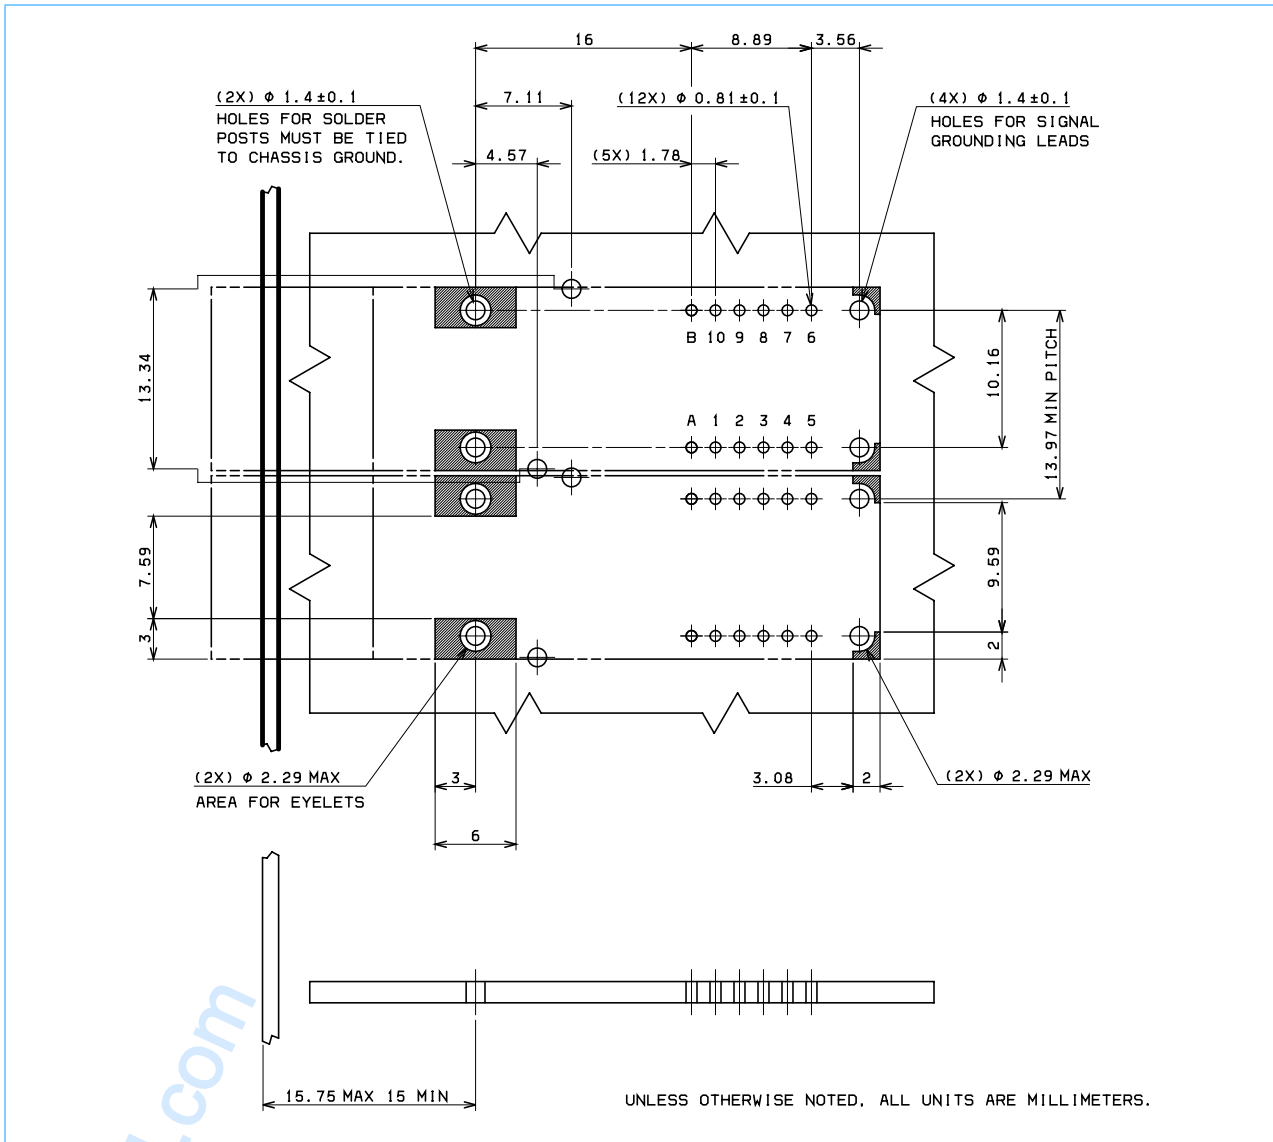 16
8.89
3.56
(2X) ϕ 1.4±0.1
HOLES FOR SOLDER
POSTS MUST BE TIED
TO CHASSIS GROUND.
7.11
(12X) ϕ 0.81±0.1
(4X) ϕ 1.4±0.1
HOLES FOR SIGNAL
GROUNDING LEADS
4.57
(5X) 1.78
B 10 9 8 7 6
13.34
10.16
13.97 MIN PITCH
A 1 2 3 4 5
7.59
9.59
3
2
(2X) ϕ 2.29 MAX
AREA FOR EYELETS
3
3.08
2
(2X) ϕ 2.29 MAX
6
15.75 MAX 15 MIN
UNLESS OTHERWISE NOTED, ALL UNITS ARE MILLIMETERS.
.com